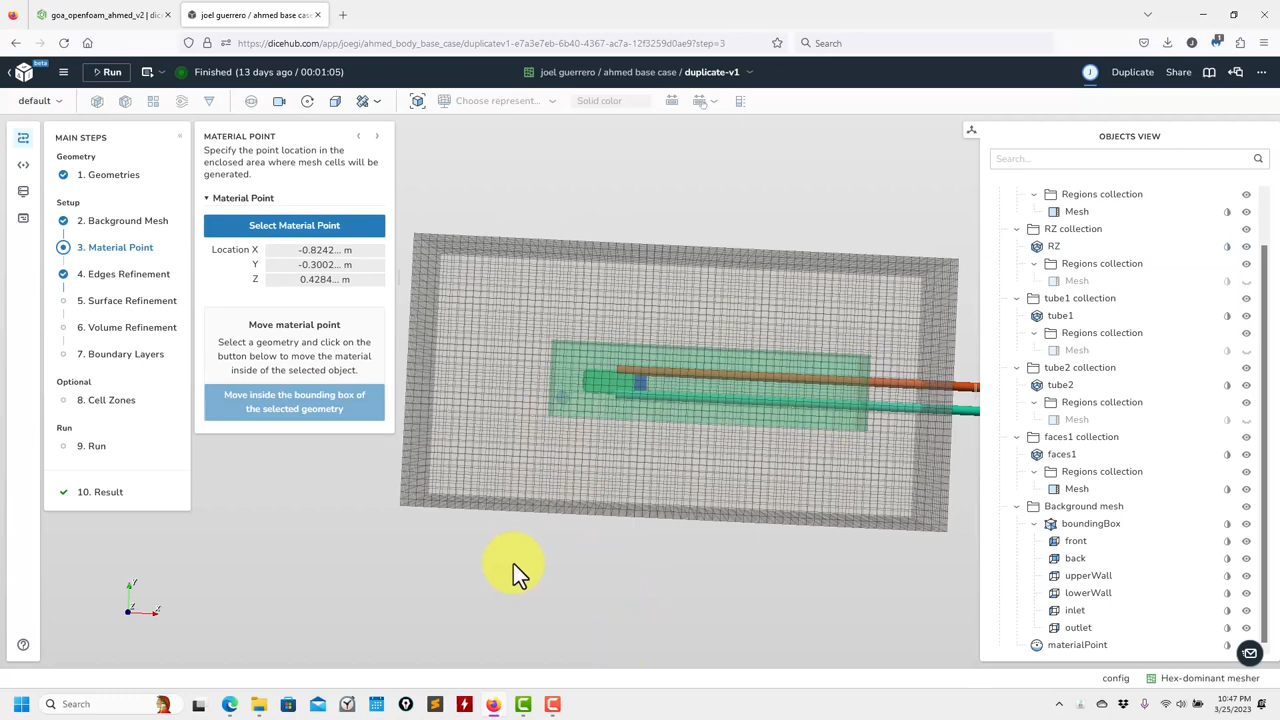 goa_openfoam_ahmed_v2 | dice
joel guerrero / ahmed base case
https://dicehub.com/app/joegi/ahmed_body_base_case/duplicatev1e7a3e7eb-6b40-4367-ac7a-12f3259d0ae9?step=3
Search
beta
Run
Finished (13 days ago / 00:01:05)
joel guerrero / ahmed base case / duplicate-v1
J
Duplicate
Share
default
Choose represent...
Solid color
MAIN STEPS
Geometry
1. Geometries
Setup
2. Background Mesh
3. Material Point
4. Edges Refinement
5. Surface Refinement
6. Volume Refinement
7. Boundary Layers
Optional
8. Cell Zones
Run
9. Run
10. Result
MATERIAL POINT
Specify the point location in the
enclosed area where mesh cells will be
generated.
Material Point
Select Material Point
Location X -0.8242... m
Y -0.3002... m
Z 0.4284... m
Move material point
Select a geometry and click on the
button below to move the material
inside of the selected object.
Move inside the bounding box of
the selected geometry
OBJECTS VIEW
Search...
Regions collection
Mesh
RZ collection
RZ
Regions collection
Mesh
tube1 collection
tube1
Regions collection
Mesh
tube2 collection
tube2
Regions collection
Mesh
faces1 collection
faces1
Regions collection
Mesh
Background mesh
boundingBox
front
back
upperWall
lowerWall
inlet
outlet
materialPoint
config
Hex-dominant mesher
Search
10:47 PM
3/25/2023